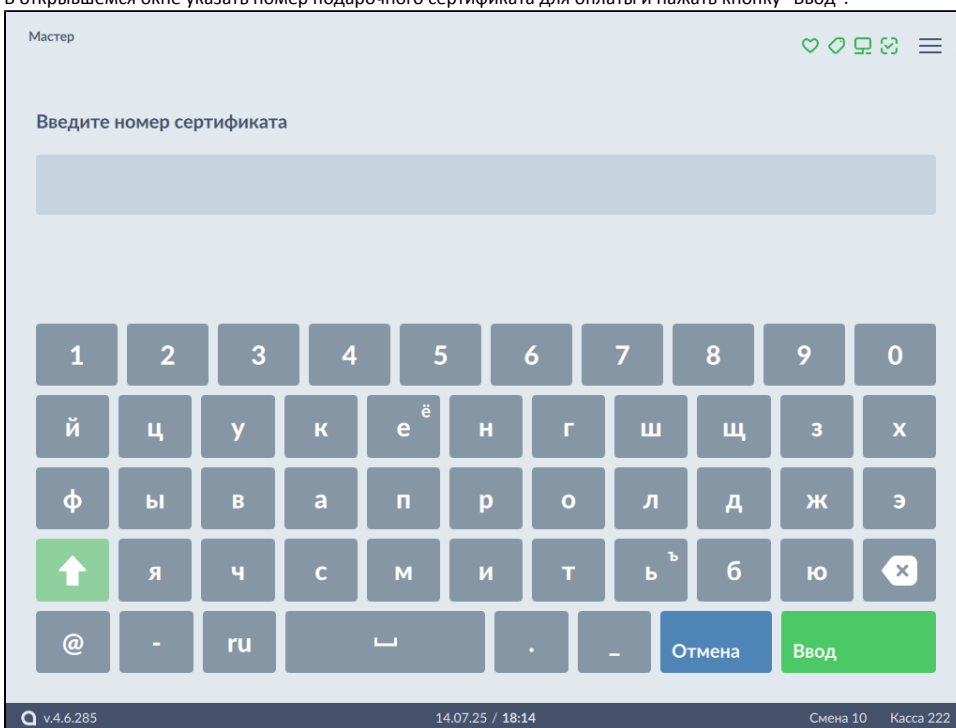 В открывшемся окне указать номер подарочного сертификата для оплаты и нажать кнопку "Ввод".
Мастер
Введите номер сертификата
1 2 3 4 5 6 7 8 9 0
й ц у к е ё н г ш щ з х
ф ы в а п р о л д ж э
я ч с м и т ь ъ б ю
@ - ru . _ Отмена Ввод
v.4.6.285 14.07.25 / 18:14 Смена 10 Касса 222